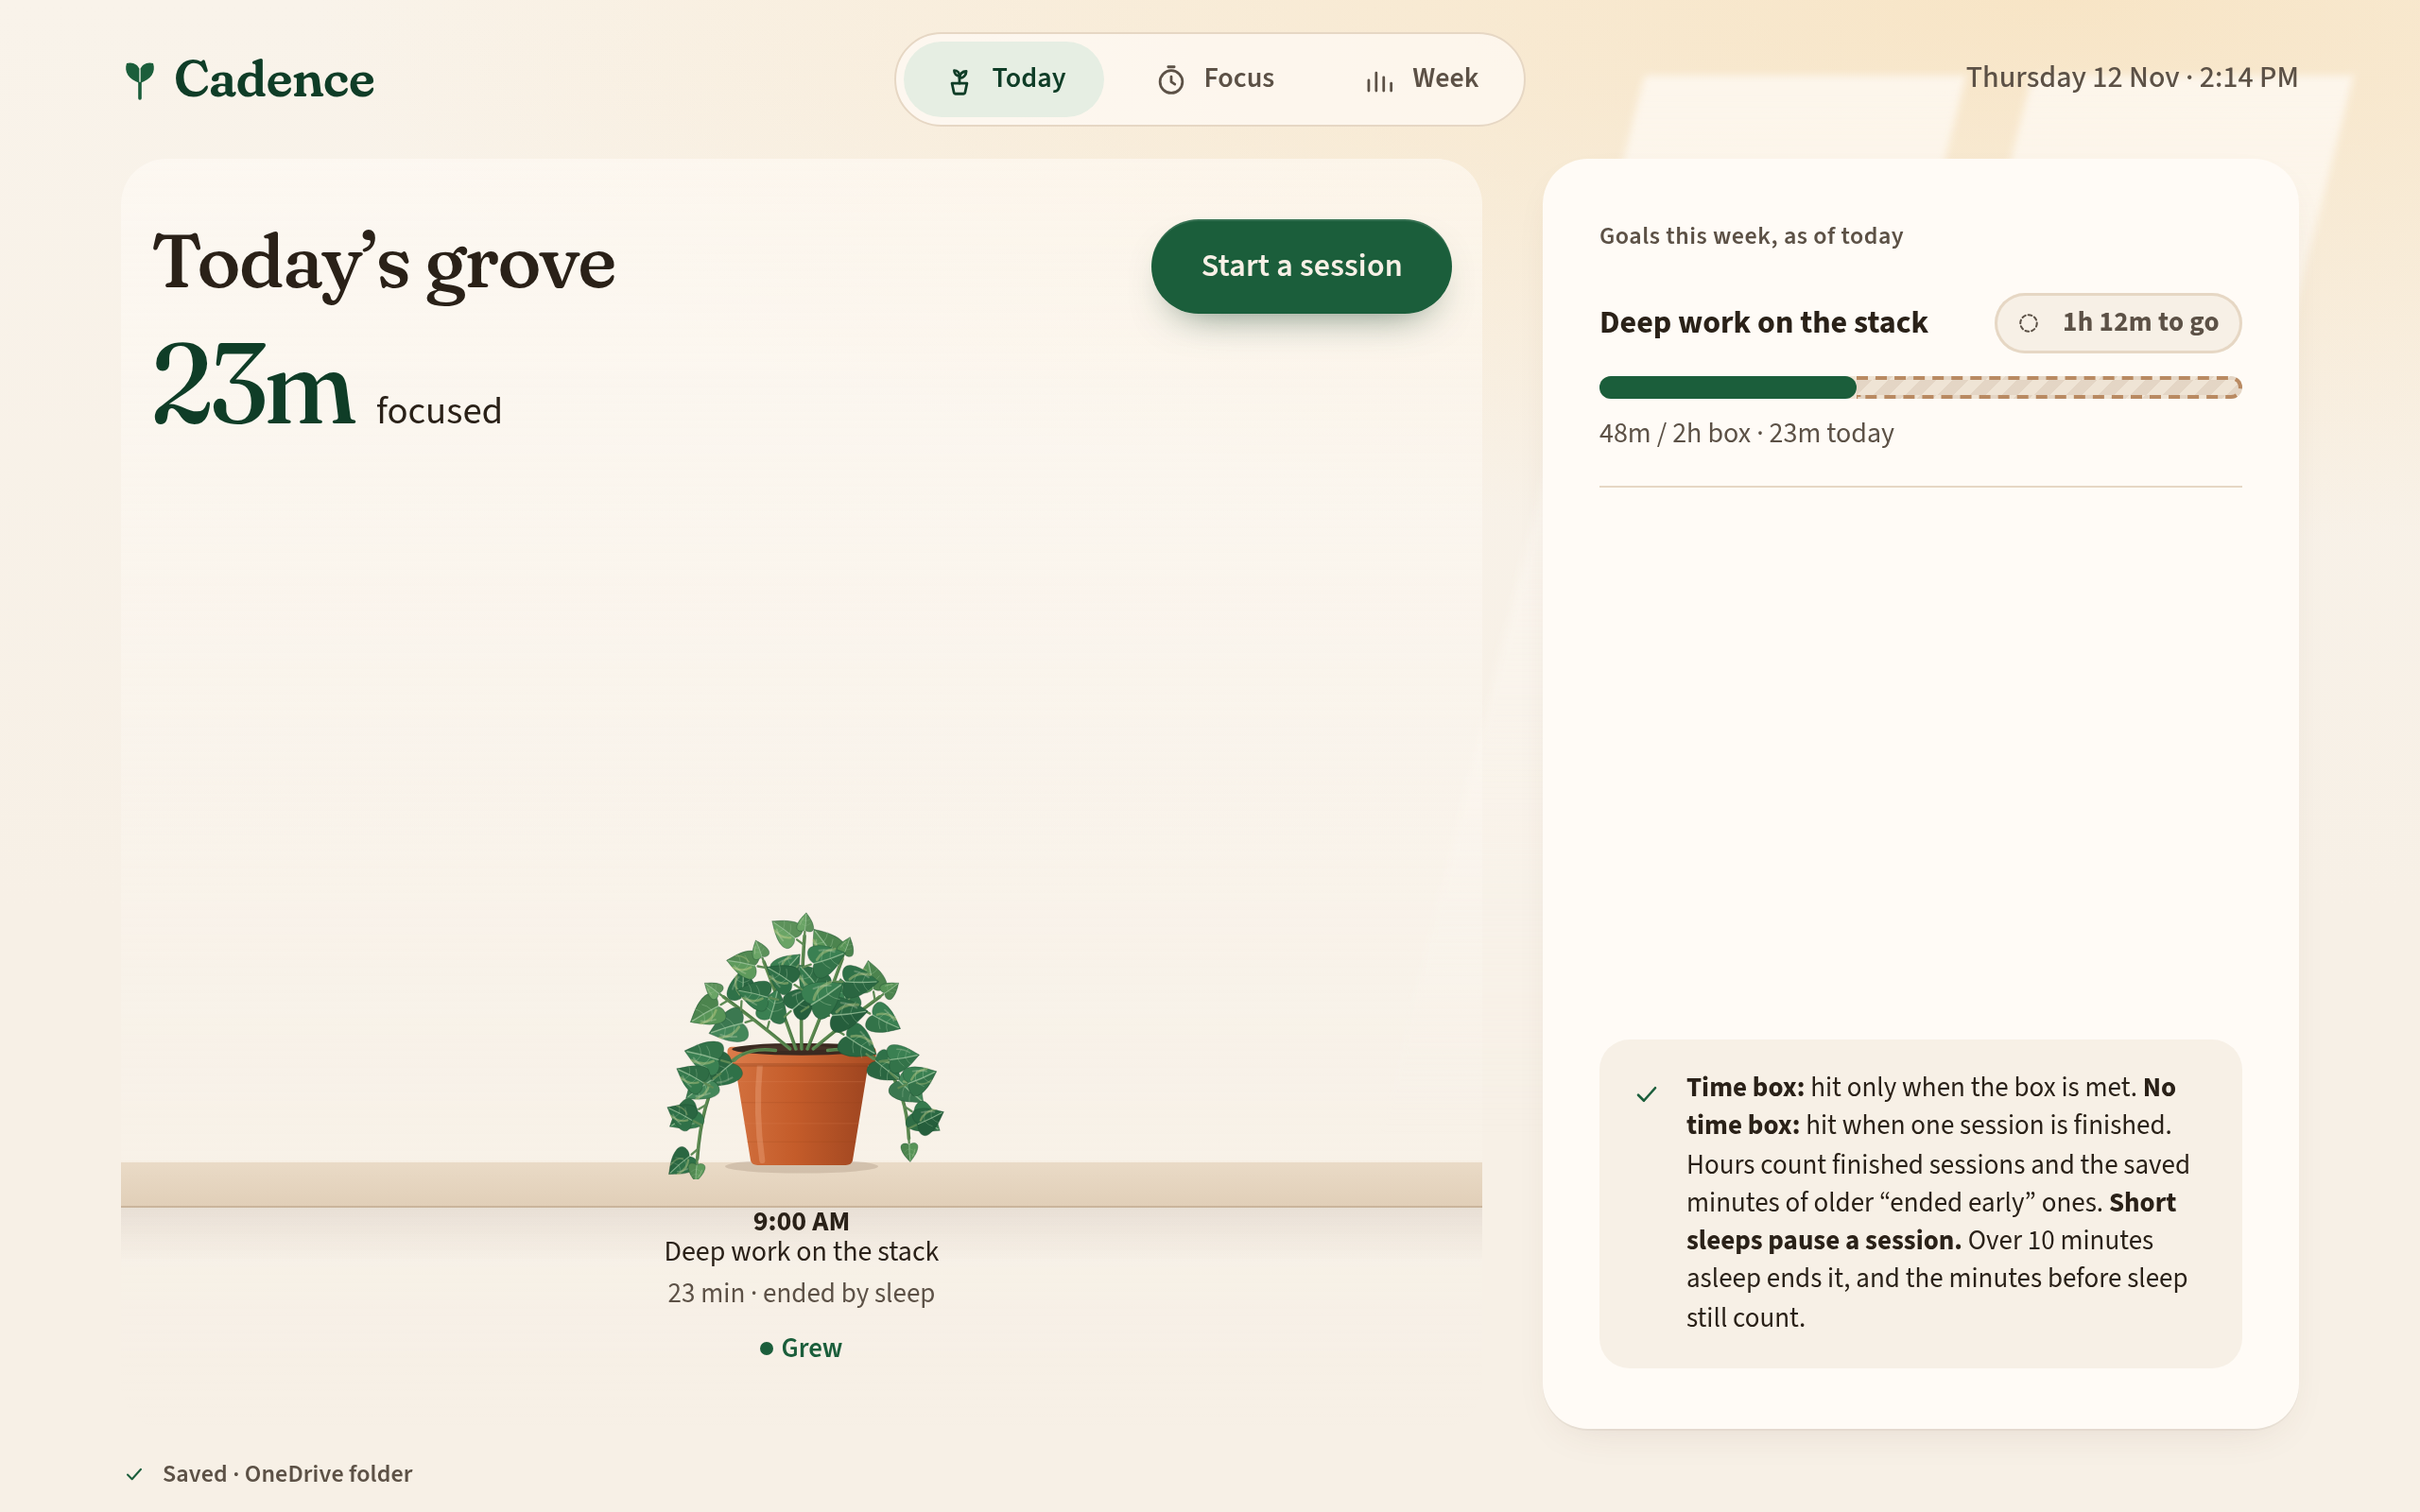 Cadence
Today
Focus
Week
Thursday 12 Nov · 2:14 PM
Today’s grove
Start a session
23m focused
Goals this week, as of today
Deep work on the stack
1h 12m to go
48m / 2h box · 23m today
9:00 AM
Deep work on the stack
23 min · ended by sleep
Grew
Time box: hit only when the box is met. No
time box: hit when one session is finished.
Hours count finished sessions and the saved
minutes of older “ended early” ones. Short
sleeps pause a session. Over 10 minutes
asleep ends it, and the minutes before sleep
still count.
Saved · OneDrive folder